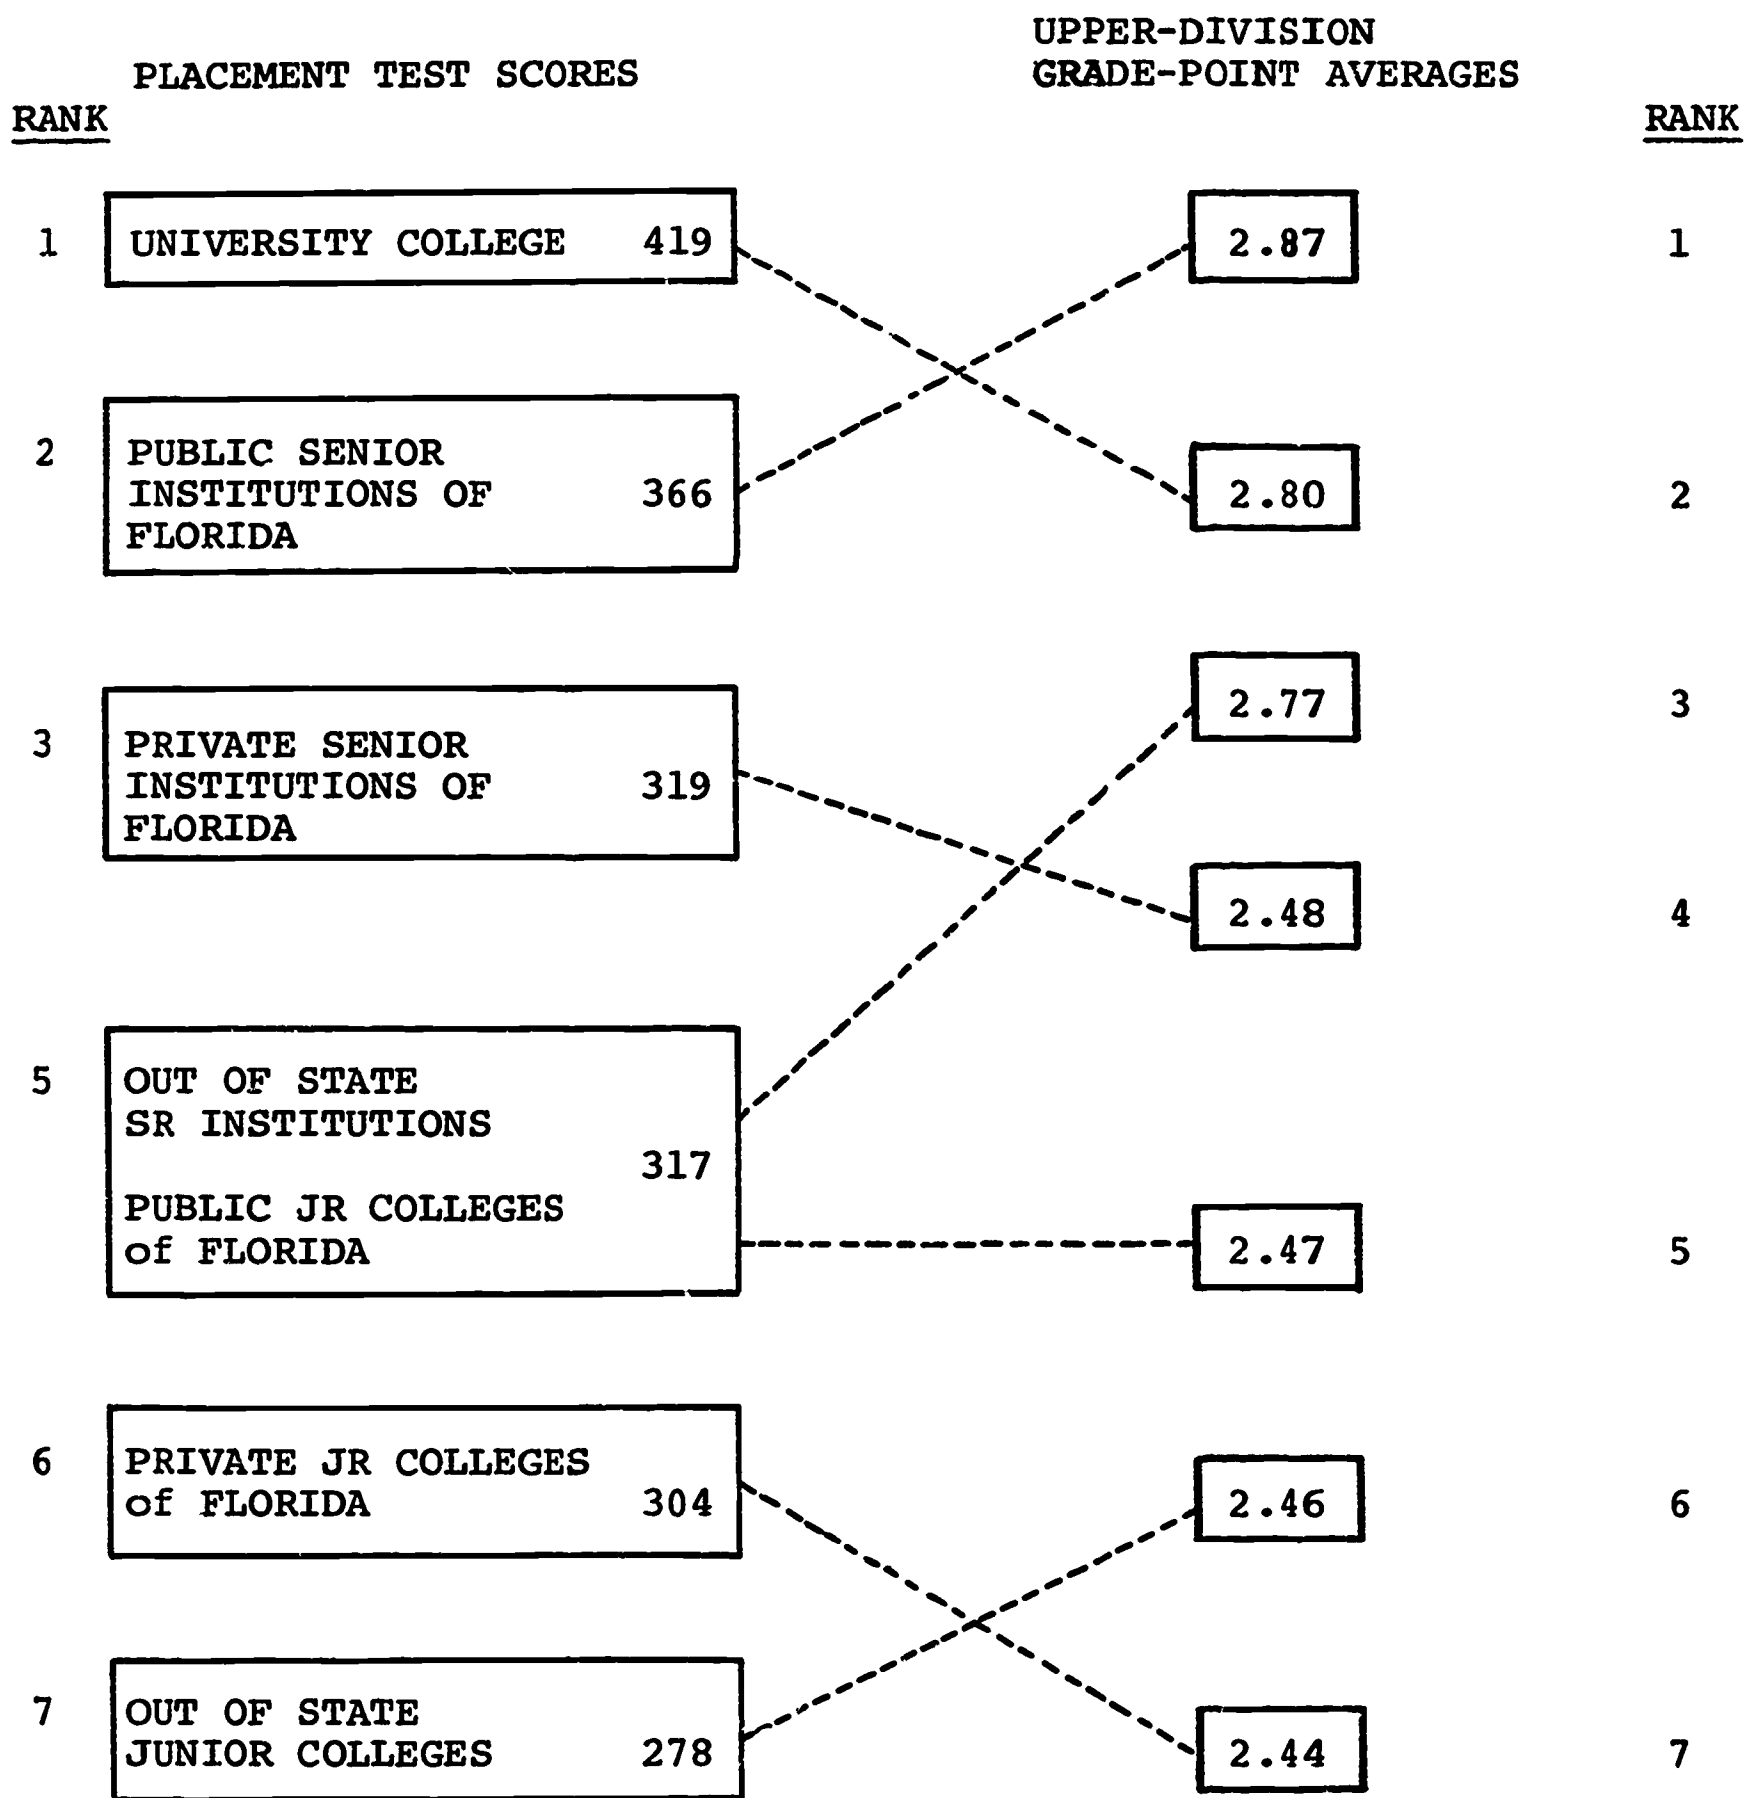 UPPER-DIVISION
PLACEMENT TEST SCORES GRADE-POINT AVERAGES
RANK RANK
1 UNIVERSITY COLLEGE 419 2.87 1
2 PUBLIC SENIOR
INSTITUTIONS OF 366 2.80 2
FLORIDA
2.77 3
3 PRIVATE SENIOR
INSTITUTIONS OF 319
FLORIDA
2.48 4
5 OUT OF STATE
SR INSTITUTIONS
317
PUBLIC JR COLLEGES
of FLORIDA 2.47 5
6 PRIVATE JR COLLEGES
of FLORIDA 304 2.46 6
7 OUT OF STATE
JUNIOR COLLEGES 278 2.44 7